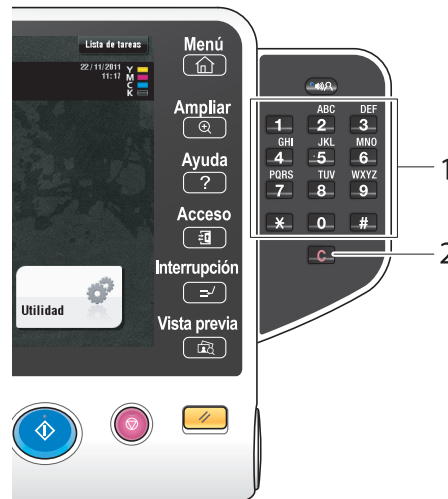 Lista de tareas
22/11/2011
11:17
Y
M
C
K
Utilidad
Menú
Ampliar
Ayuda
?
Acceso
Interrupción
Vista previa
ABC DEF
1 2 3
GHI JKL MNO
4 5 6
PQRS TUV WXYZ
7 8 9
* 0 #
C
1
2